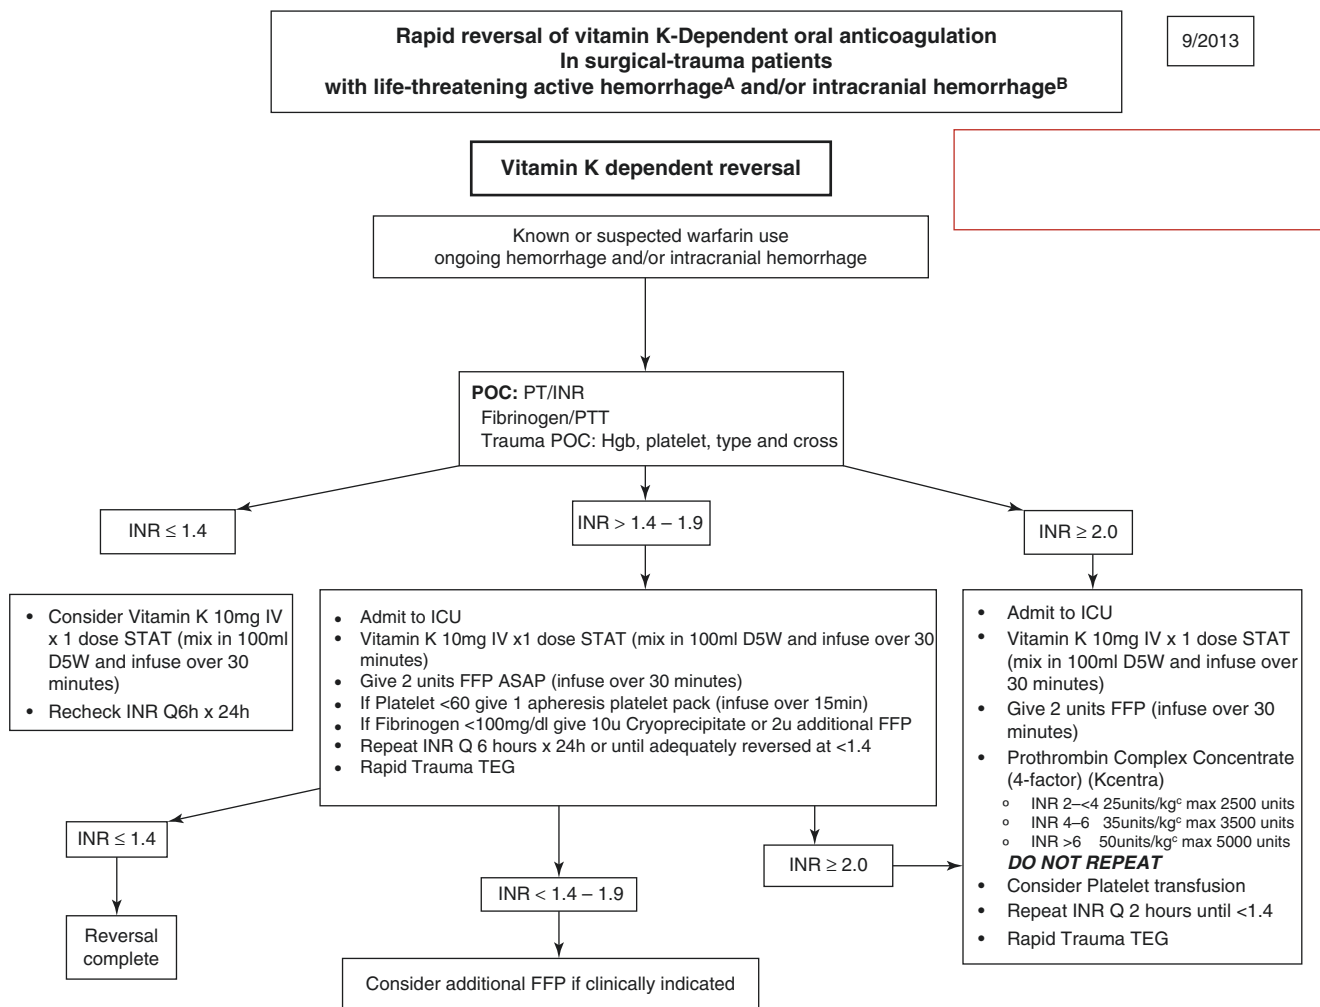 Rapid reversal of vitamin K-Dependent oral anticoagulation
In surgical-trauma patients
with life-threatening active hemorrhageᴬ and/or intracranial hemorrhageᴮ
9/2013
Vitamin K dependent reversal
Known or suspected warfarin use
ongoing hemorrhage and/or intracranial hemorrhage
POC: PT/INR
Fibrinogen/PTT
Trauma POC: Hgb, platelet, type and cross
INR ≤ 1.4
INR > 1.4 – 1.9
INR ≥ 2.0
• Consider Vitamin K 10mg IV
x 1 dose STAT (mix in 100ml
D5W and infuse over 30
minutes)
• Recheck INR Q6h x 24h
• Admit to ICU
• Vitamin K 10mg IV x1 dose STAT (mix in 100ml D5W and infuse over 30
minutes)
• Give 2 units FFP ASAP (infuse over 30 minutes)
• If Platelet <60 give 1 apheresis platelet pack (infuse over 15min)
• If Fibrinogen <100mg/dl give 10u Cryoprecipitate or 2u additional FFP
• Repeat INR Q 6 hours x 24h or until adequately reversed at <1.4
• Rapid Trauma TEG
• Admit to ICU
• Vitamin K 10mg IV x 1 dose STAT
(mix in 100ml D5W and infuse over
30 minutes)
• Give 2 units FFP (infuse over 30
minutes)
• Prothrombin Complex Concentrate
(4-factor) (Kcentra)
o INR 2–<4 25units/kgᶜ max 2500 units
o INR 4–6 35units/kgᶜ max 3500 units
o INR >6 50units/kgᶜ max 5000 units
DO NOT REPEAT
• Consider Platelet transfusion
• Repeat INR Q 2 hours until <1.4
• Rapid Trauma TEG
INR ≤ 1.4
INR < 1.4 – 1.9
INR ≥ 2.0
Reversal
complete
Consider additional FFP if clinically indicated